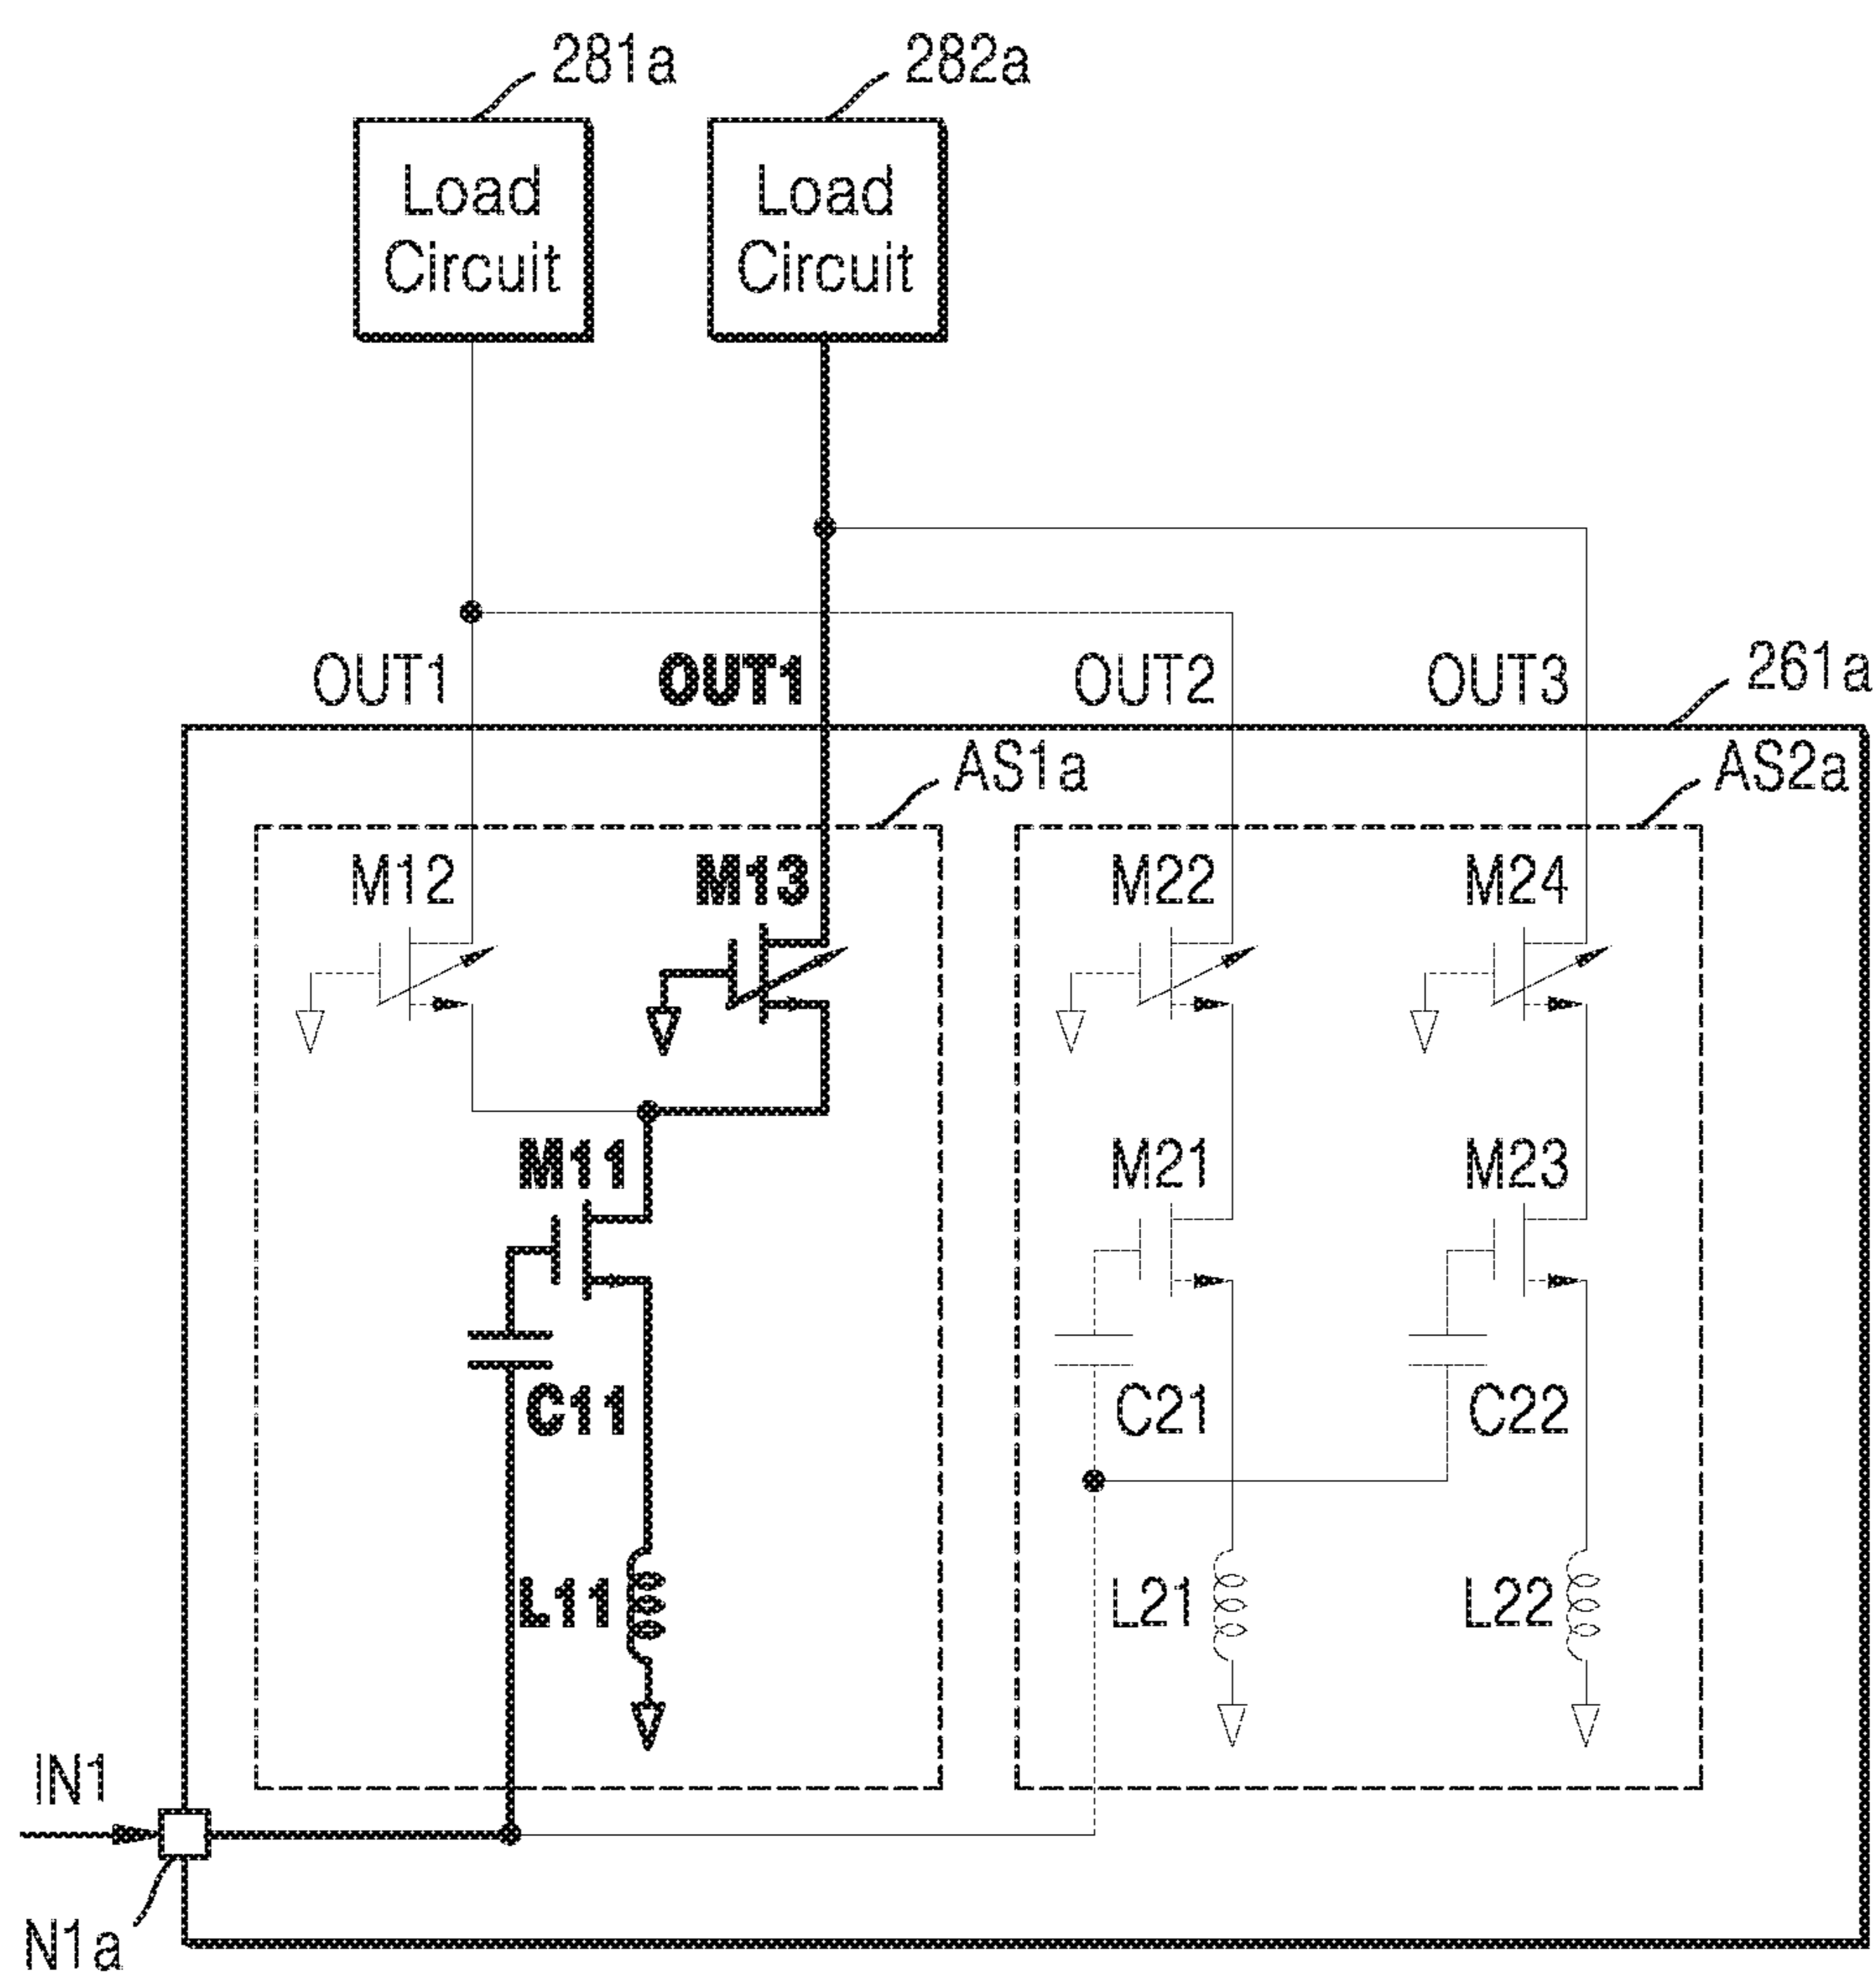 281a
282a
Load
Circuit
Load
Circuit
OUT1
OUT1
OUT2
OUT3
261a
AS1a
AS2a
M12
M13
M22
M24
M11
M21
M23
C11
C21
C22
L11
L21
L22
IN1
N1a